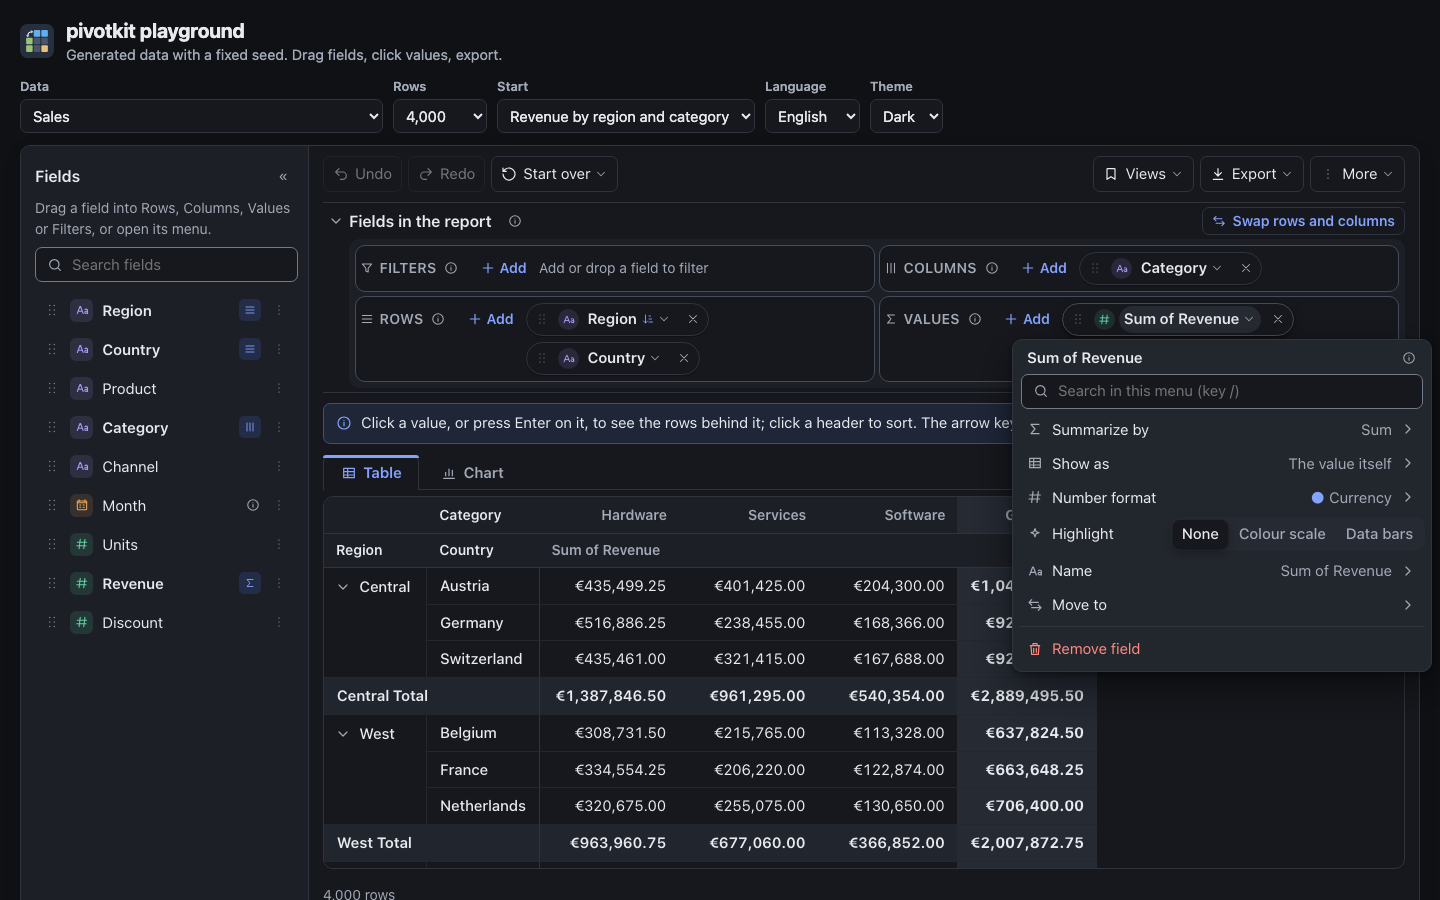 pivotkit playground
Generated data with a fixed seed. Drag fields, click values, export.
Data Rows Start Language Theme
Sales 4,000 Revenue by region and category English Dark
Fields «
Drag a field into Rows, Columns, Values
or Filters, or open its menu.
Search fields
Aa Region
Aa Country
Aa Product
Aa Category
Aa Channel
Month
# Units
# Revenue Σ
# Discount
Undo Redo Start over Views Export More
Fields in the report Swap rows and columns
FILTERS + Add Add or drop a field to filter
COLUMNS + Add Aa Category ×
ROWS + Add Aa Region ×
Aa Country ×
Σ VALUES + Add # Sum of Revenue ×
Sum of Revenue
Search in this menu (key /)
Σ Summarize by Sum
Show as The value itself
# Number format Currency
Highlight None Colour scale Data bars
Aa Name Sum of Revenue
Move to
Remove field
Click a value, or press Enter on it, to see the rows behind it; click a header to sort. The arrow
Table Chart
Category Hardware Services Software
Region Country Sum of Revenue
Central Austria €435,499.25 €401,425.00 €204,300.00
Germany €516,886.25 €238,455.00 €168,366.00
Switzerland €435,461.00 €321,415.00 €167,688.00
Central Total €1,387,846.50 €961,295.00 €540,354.00 €2,889,495.50
West Belgium €308,731.50 €215,765.00 €113,328.00 €637,824.50
France €334,554.25 €206,220.00 €122,874.00 €663,648.25
Netherlands €320,675.00 €255,075.00 €130,650.00 €706,400.00
West Total €963,960.75 €677,060.00 €366,852.00 €2,007,872.75
4,000 rows